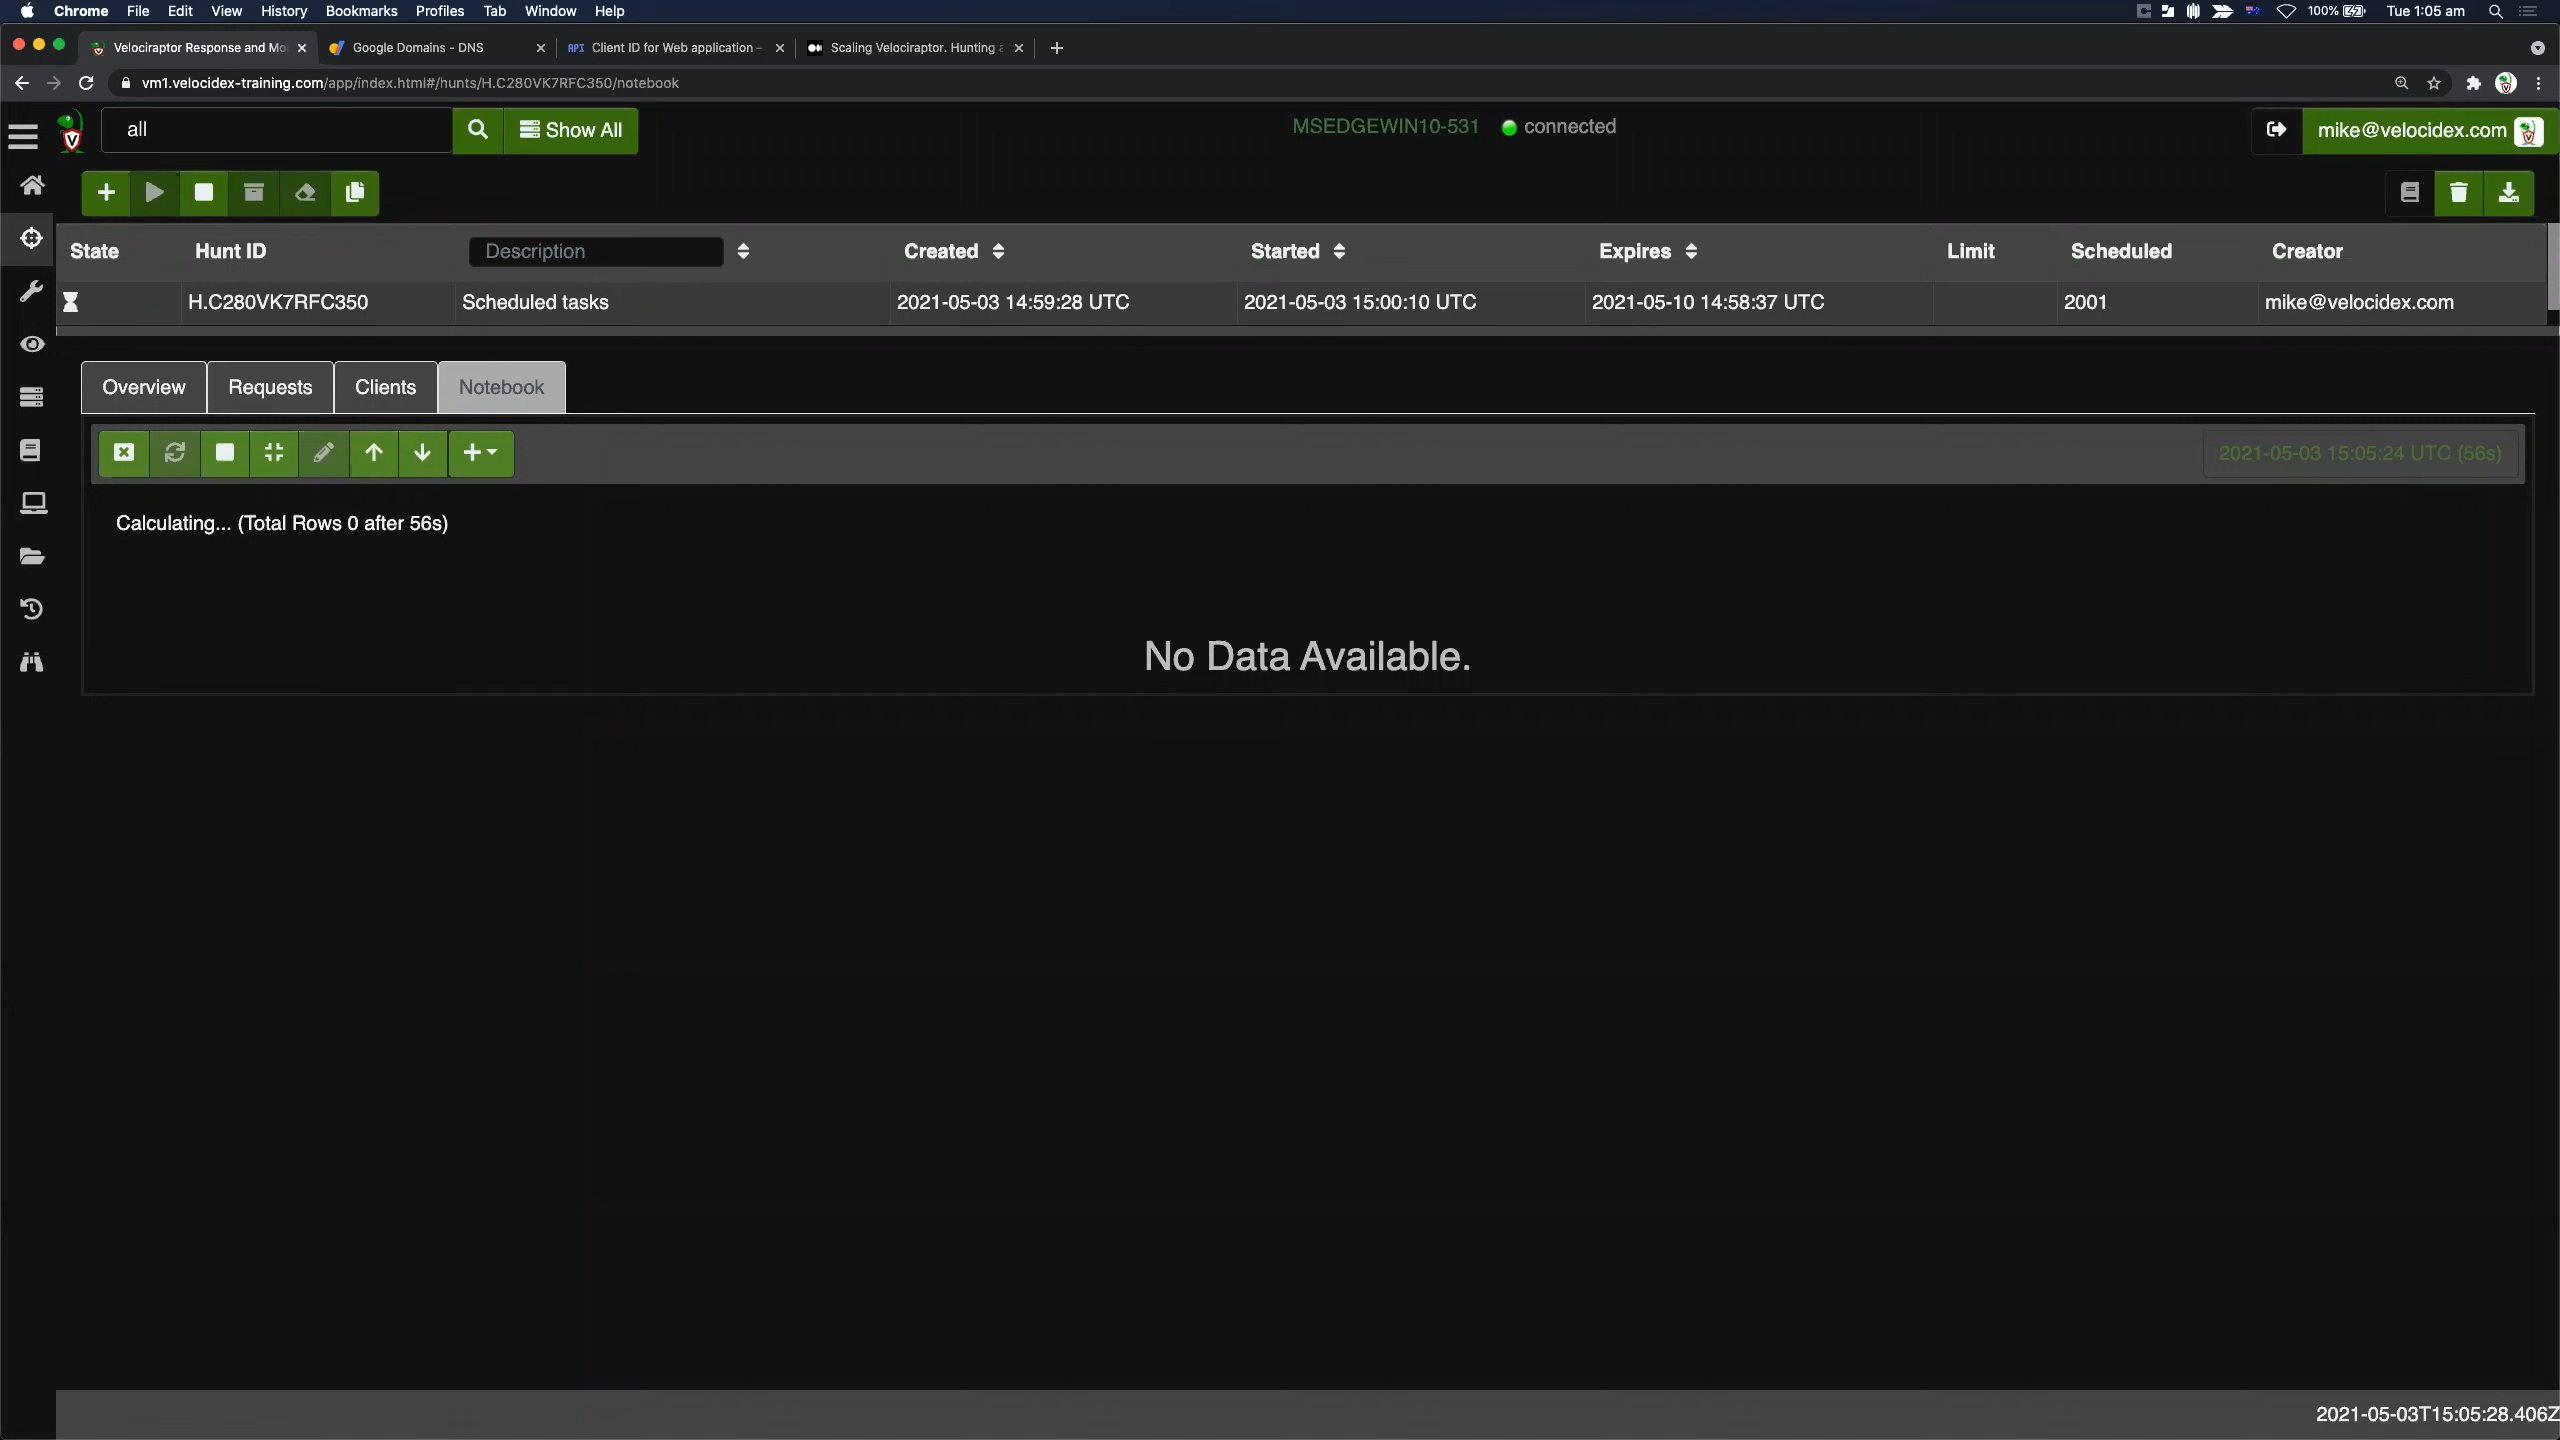 Chrome File Edit View History Bookmarks Profiles Tab Window Help 100% Tue 1:05 am
Velociraptor Response and Mo Google Domains - DNS API Client ID for Web application – Scaling Velociraptor. Hunting
vm1.velocidex-training.com/app/index.html#/hunts/H.C280VK7RFC350/notebook
all Show All MSEDGEWIN10-531 connected mike@velocidex.com
State Hunt ID Description Created Started Expires Limit Scheduled Creator
H.C280VK7RFC350 Scheduled tasks 2021-05-03 14:59:28 UTC 2021-05-03 15:00:10 UTC 2021-05-10 14:58:37 UTC 2001 mike@velocidex.com
Overview Requests Clients Notebook
2021-05-03 15:05:24 UTC (56s)
Calculating... (Total Rows 0 after 56s)
No Data Available.
2021-05-03T15:05:28.406Z